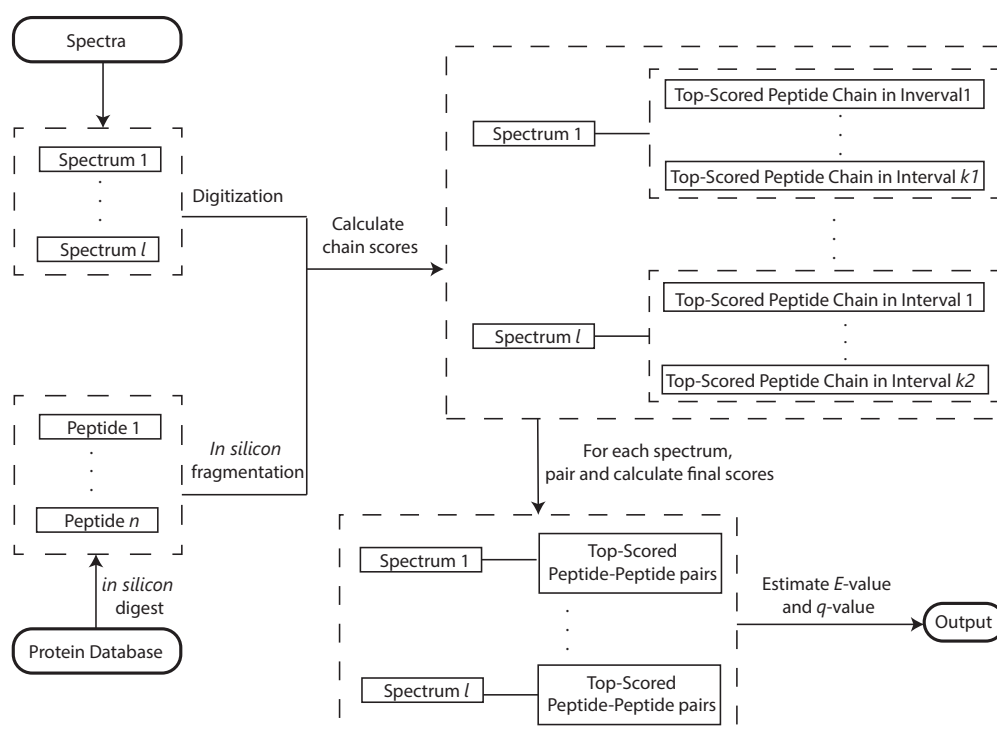 Spectra
Spectrum 1
Spectrum l
Digitization
Calculate
chain scores
Peptide 1
Peptide n
In silicon
fragmentation
in silicon
digest
Protein Database
Spectrum 1
Top-Scored Peptide Chain in Inverval1
Top-Scored Peptide Chain in Interval k1
Spectrum l
Top-Scored Peptide Chain in Interval 1
Top-Scored Peptide Chain in Interval k2
For each spectrum,
pair and calculate final scores
Spectrum 1
Top-Scored
Peptide-Peptide pairs
Spectrum l
Top-Scored
Peptide-Peptide pairs
Estimate E-value
and q-value
Output